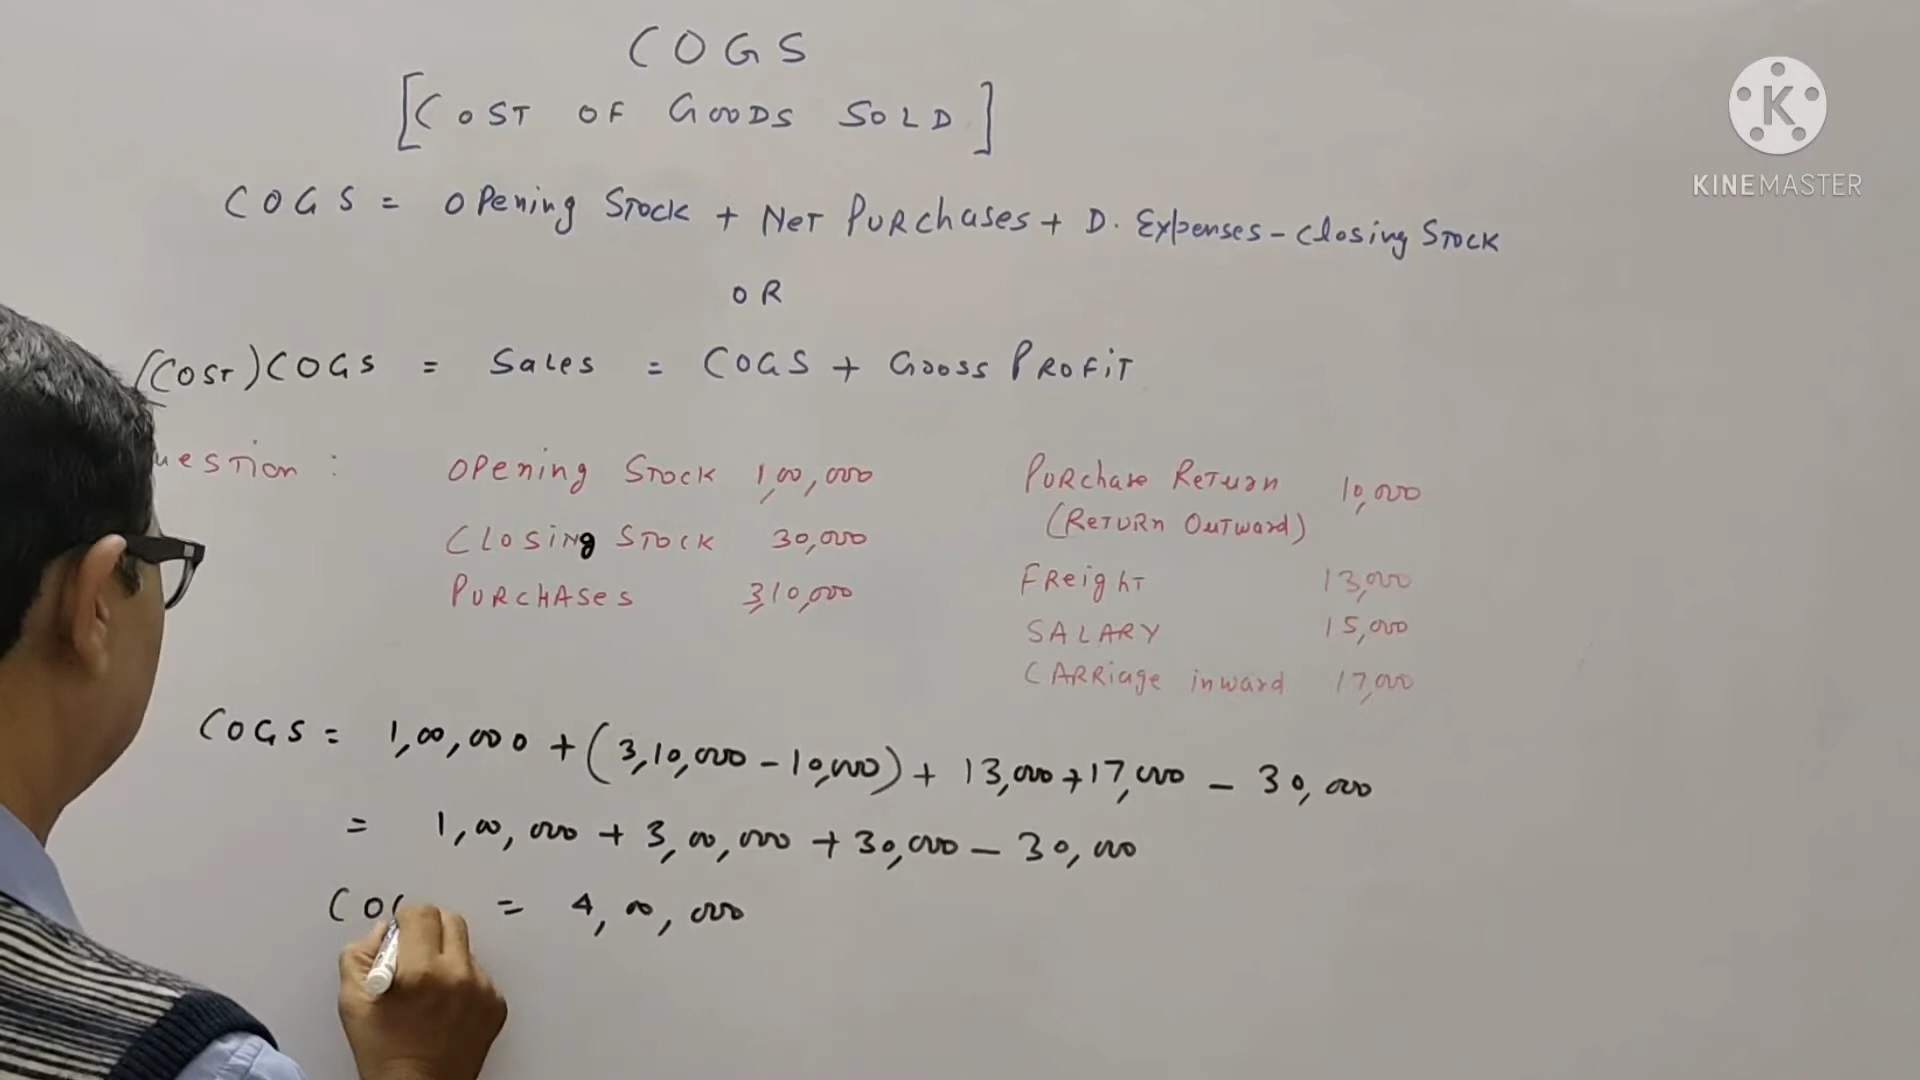 COGS
[COST OF GOODS SOLD]
COGS = Opening Stock + Net Purchases + D. Expenses - Closing Stock
OR
(COST) COGS = Sales = COGS + Gross Profit
uestion : Opening Stock 1,00,000
Closing Stock 30,000
Purchases 3,10,000
Purchase Return 10,000
(Return Outward)
Freight 13,000
SALARY 15,000
CARRiage inward 17,000
COGS = 1,00,000 + (3,10,000 - 10,000) + 13,000 + 17,000 - 30,000
= 1,00,000 + 3,00,000 + 30,000 - 30,000
COG = 4,00,000
K
KINEMASTER